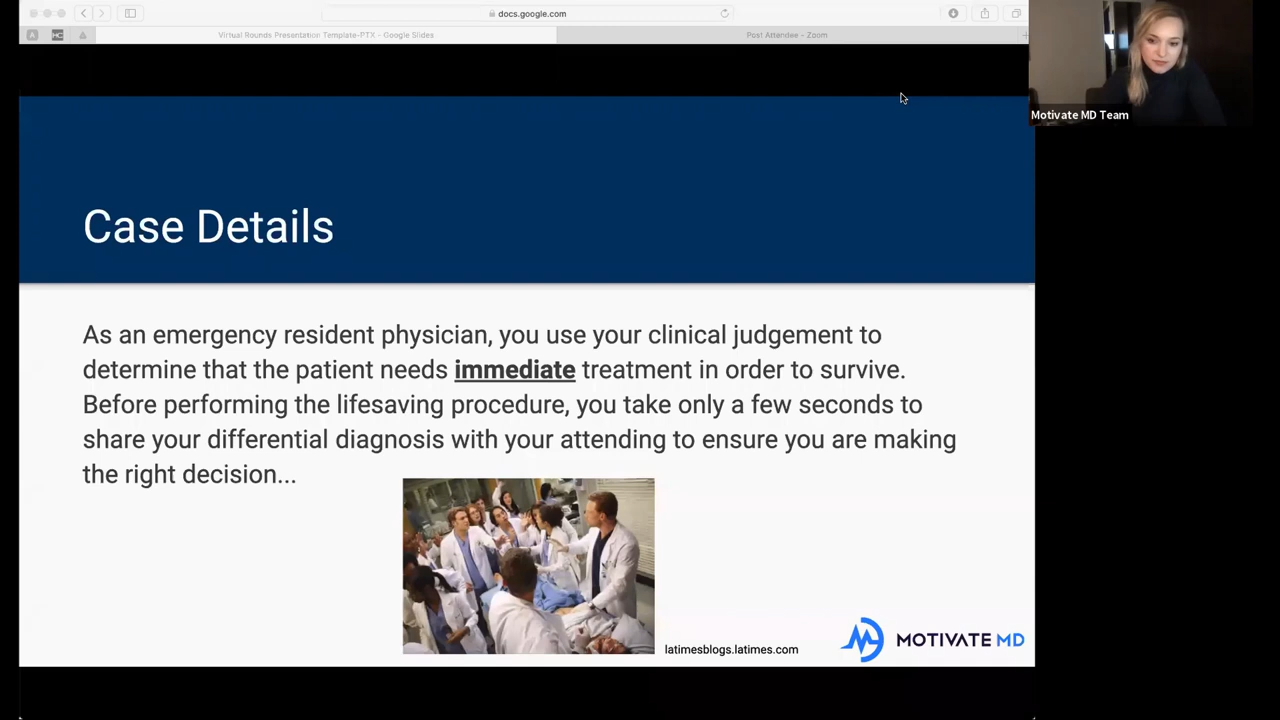 docs.google.com
Virtual Rounds Presentation Template-PTX - Google Slides
Post Attendee - Zoom
Motivate MD Team
Case Details
As an emergency resident physician, you use your clinical judgement to
determine that the patient needs immediate treatment in order to survive.
Before performing the lifesaving procedure, you take only a few seconds to
share your differential diagnosis with your attending to ensure you are making
the right decision...
latimesblogs.latimes.com
MOTIVATE MD